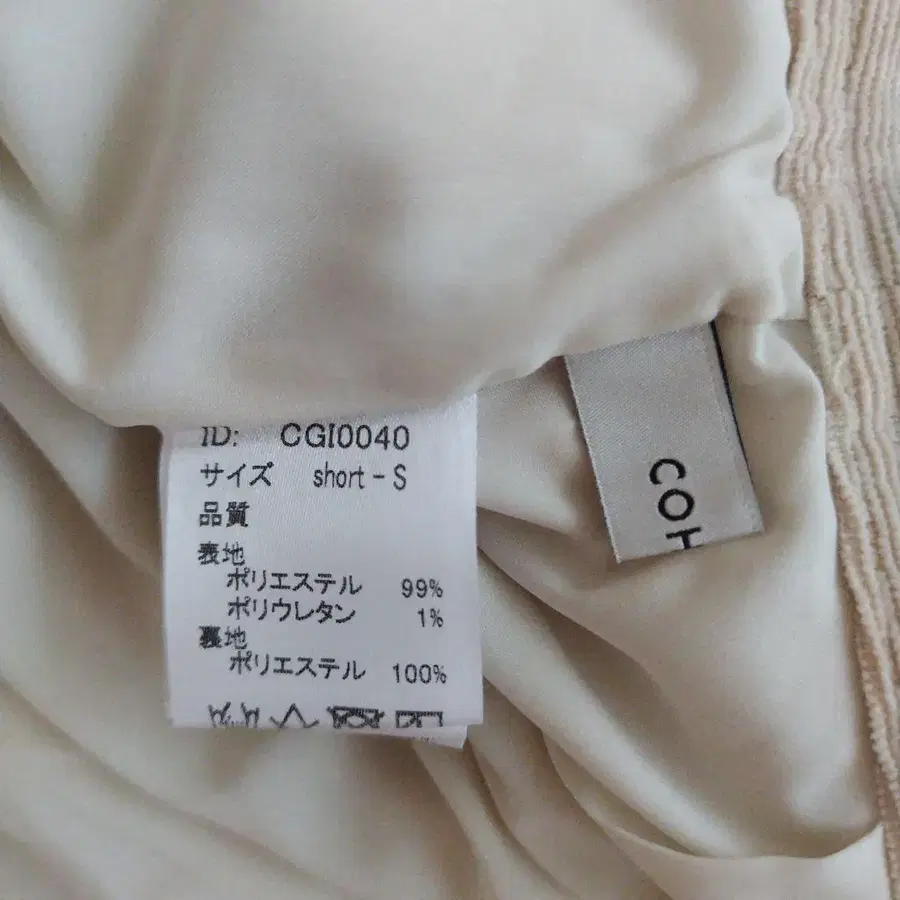 ID: CGI0040
サイズ short-S
品質
表地
ポリエステル 99%
ポリウレタン 1%
裏地
ポリエステル 100%
COH